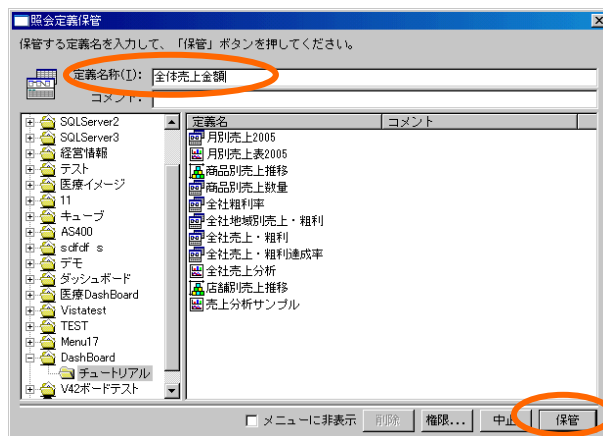 照会定義保管
保管する定義名を入力して、「保管」ボタンを押してください。
定義名称(I): 全体売上金額
コメント:
SQLServer2
SQLServer3
経営情報
テスト
医療イメージ
11
キューブ
AS400
sdfdf s
デモ
ダッシュボード
医療DashBoard
Vistatest
TEST
Menu17
DashBoard
チュートリアル
V42ボードテスト
定義名 コメント
月別売上2005
月別売上表2005
商品別売上推移
商品別売上数量
全社粗利率
全社地域別売上・粗利
全社売上・粗利
全社売上・粗利達成率
全社売上分析
店舗別売上推移
売上分析サンプル
メニューに非表示 削除 権限... 中止 保管